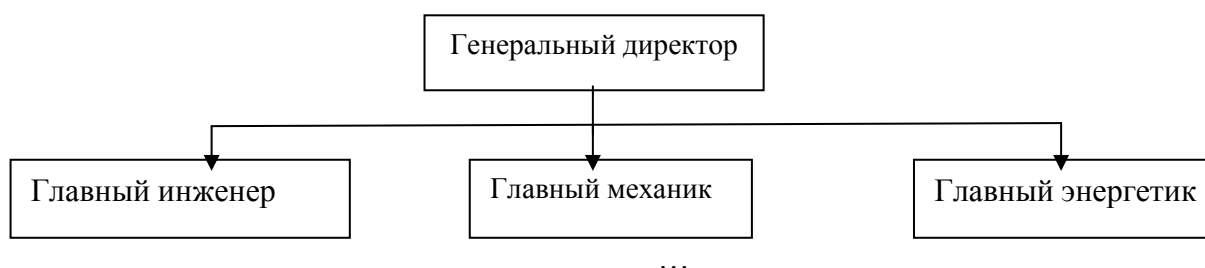 Генеральный директор
Главный инженер
Главный механик
Главный энергетик
…